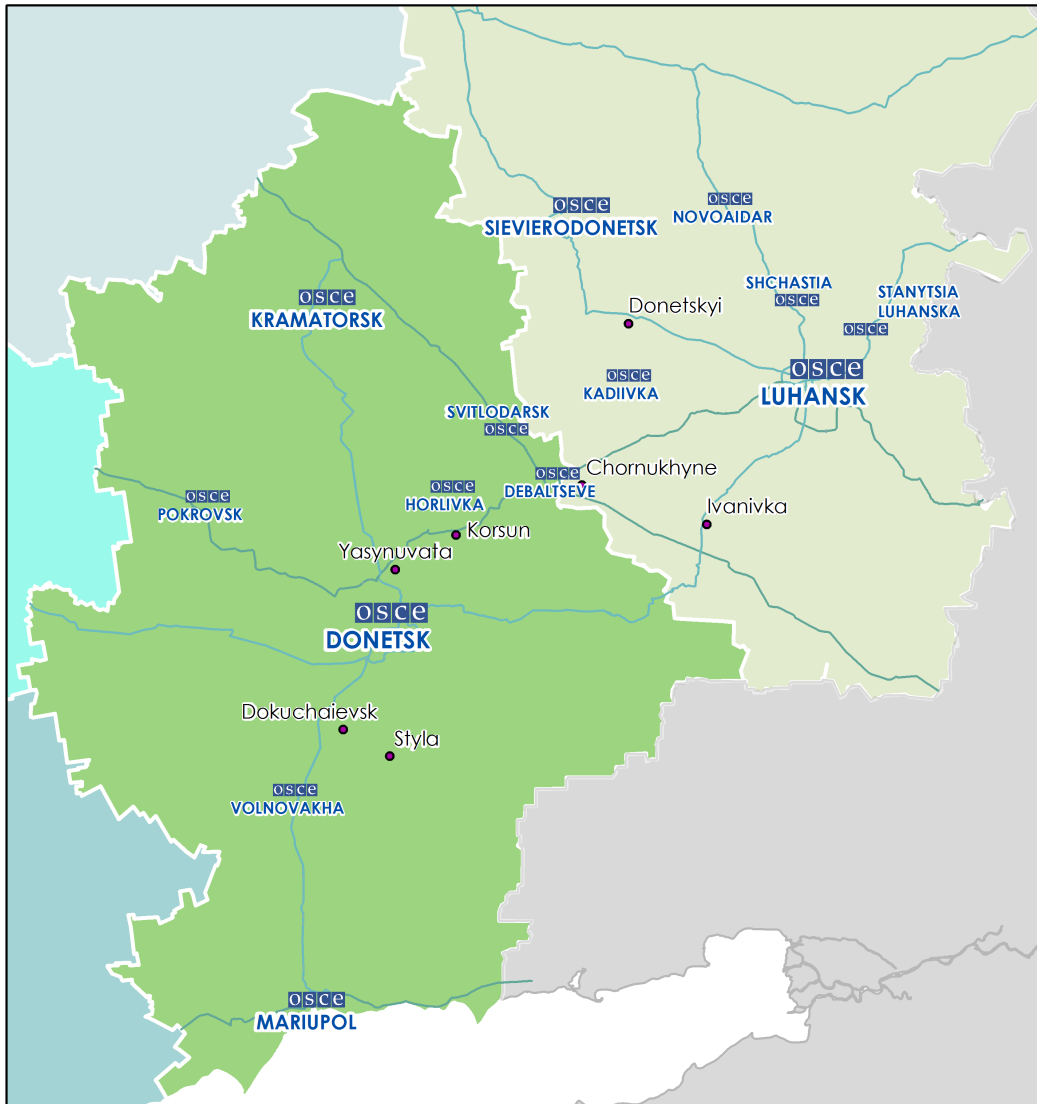 osce
SIEVIERODONETSK
osce
NOVOAIDAR
SHCHASTIA
osce
STANYTSIA
LUHANSKA
osce
osce
KRAMATORSK
Donetskyi
osce
LUHANSK
osce
KADIIVKA
SVITLODARSK
osce
Chornukhyne
osce
DEBALTSEVE
osce
HORLIVKA
osce
POKROVSK
Ivanivka
Korsun
Yasynuvata
osce
DONETSK
Dokuchaievsk
Styla
osce
VOLNOVAKHA
osce
MARIUPOL